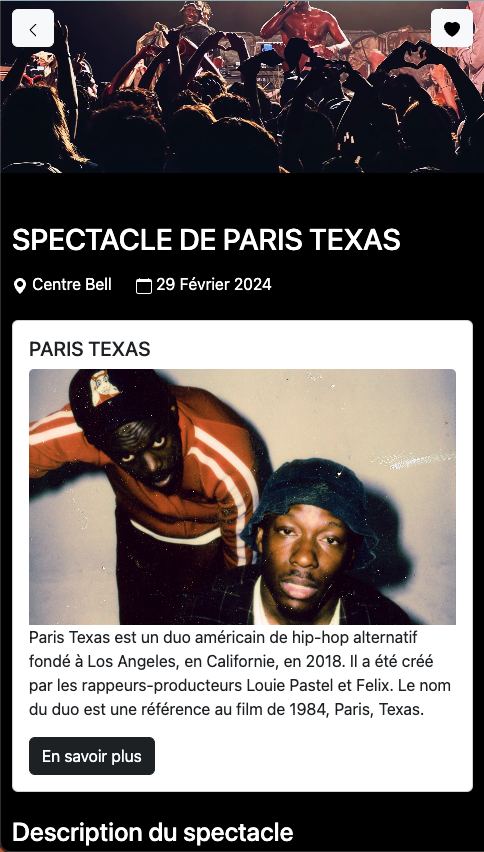 SPECTACLE DE PARIS TEXAS
Centre Bell 29 Février 2024
PARIS TEXAS
Paris Texas est un duo américain de hip-hop alternatif
fondé à Los Angeles, en Californie, en 2018. Il a été créé
par les rappeurs-producteurs Louie Pastel et Felix. Le nom
du duo est une référence au film de 1984, Paris, Texas.
En savoir plus
Description du spectacle